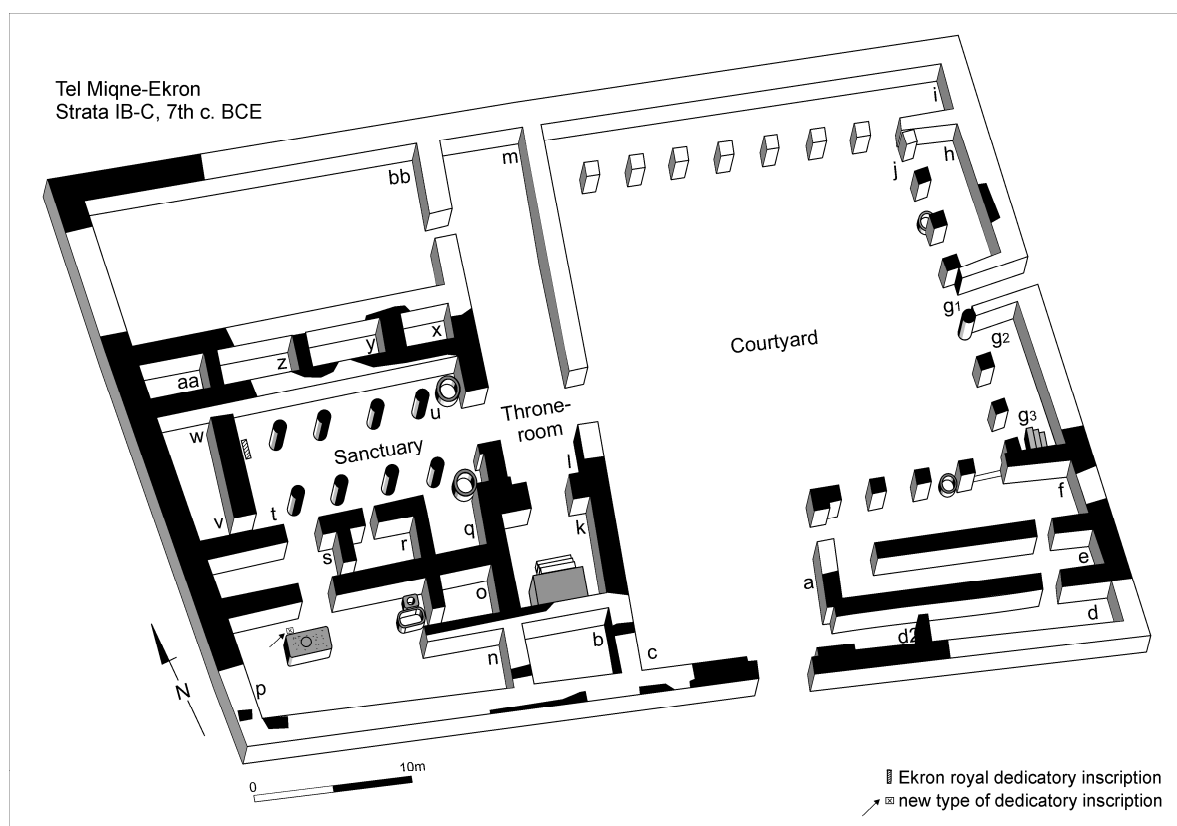 Tel Miqne-Ekron
Strata IB-C, 7th c. BCE
m
i
bb
h
j
g1
x
y
z
aa
g2
Courtyard
u
Throne-
room
g3
w
Sanctuary
l
f
t
v
q
k
r
s
e
a
o
d
d2
b
n
c
p
N
0
10m
Ekron royal dedicatory inscription
new type of dedicatory inscription